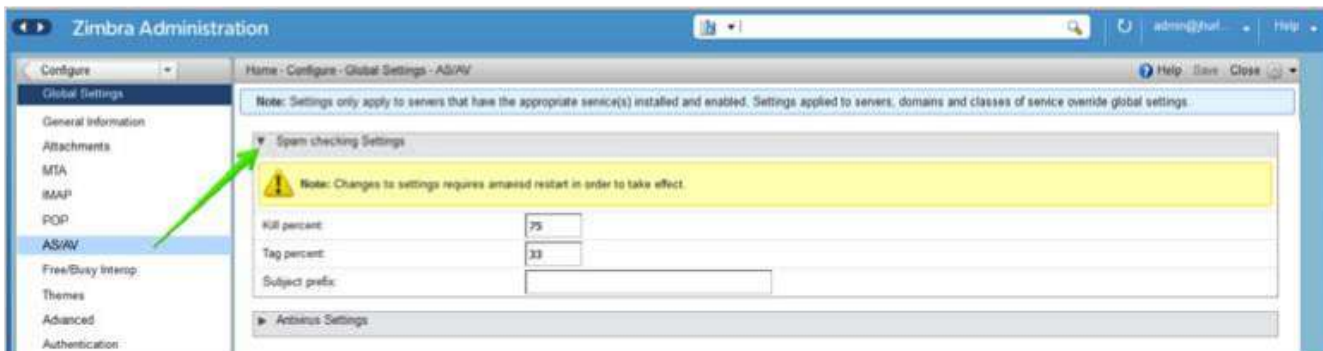 Zimbra Administration
Help
Configure
Home - Configure - Global Settings - AS/AV
Help Save Close
Global Settings
Note: Settings only apply to servers that have the appropriate service(s) installed and enabled. Settings applied to servers, domains and classes of service override global settings.
General Information
Attachments
MTA
IMAP
POP
AS/AV
Free/Busy Interop
Themes
Advanced
Authentication
Spam checking Settings
Note: Changes to settings requires amavisd restart in order to take effect.
Kill percent: 75
Tag percent: 33
Subject prefix:
Antivirus Settings